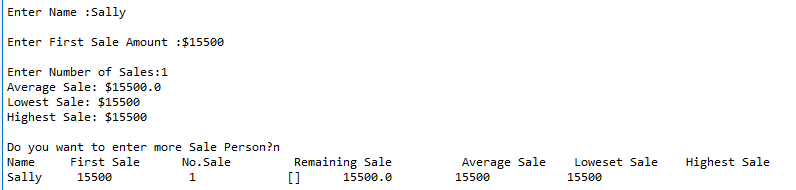 Enter Name :Sally
Enter First Sale Amount :$15500
Enter Number of Sales:1
Average Sale: $15500.0
Lowest Sale: $15500
Highest Sale: $15500
Do you want to enter more Sale Person?n
Name First Sale No.Sale Remaining Sale Average Sale Loweset Sale Highest Sale
Sally 15500 1 [] 15500.0 15500 15500